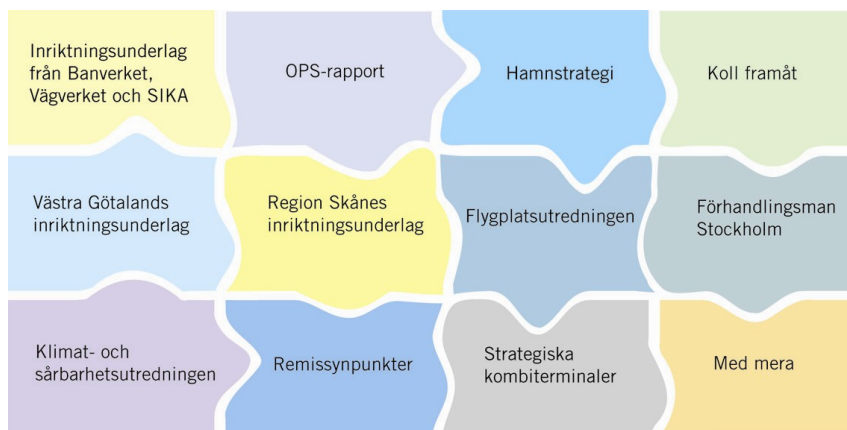 Inriktningsunderlag
från Banverket,
Vägverket och SIKA
OPS-rapport
Hamnstrategi
Koll framåt
Västra Götalands
inriktningsunderlag
Region Skånes
inriktningsunderlag
Flygplatsutredningen
Förhandlingsman
Stockholm
Klimat- och
sårbarhetsutredningen
Remissynpunkter
Strategiska
kombiterminaler
Med mera